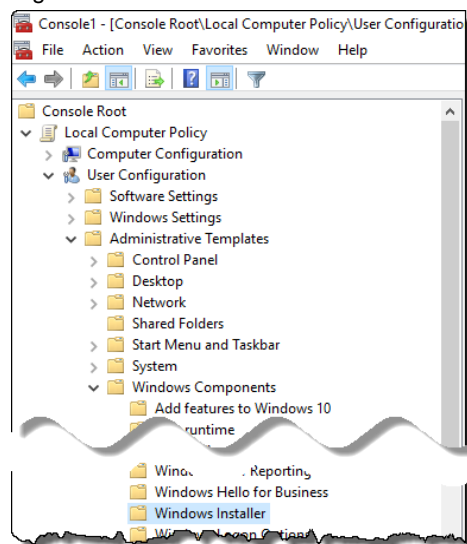 Console1 - [Console Root\Local Computer Policy\User Configuration
File Action View Favorites Window Help
Console Root
Local Computer Policy
Computer Configuration
User Configuration
Software Settings
Windows Settings
Administrative Templates
Control Panel
Desktop
Network
Shared Folders
Start Menu and Taskbar
System
Windows Components
Add features to Windows 10
runtime
Reporting
Windows Hello for Business
Windows Installer